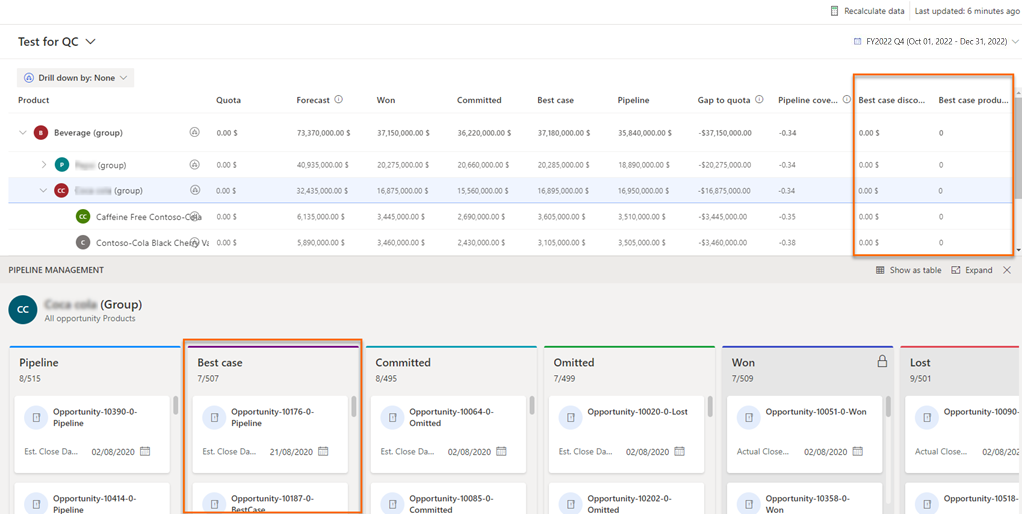 Recalculate data Last updated: 6 minutes ago
Test for QC FY2022 Q4 (Oct 01, 2022 - Dec 31, 2022)
Drill down by: None
Product Quota Forecast Won Committed Best case Pipeline Gap to quota Pipeline cove... Best case disco... Best case produ...
B Beverage (group) 0.00 $ 73,370,000.00 $ 37,150,000.00 $ 36,220,000.00 $ 37,180,000.00 $ 35,840,000.00 $ -$37,150,000.00 -0.34 0.00 $ 0
P (group) 0.00 $ 40,935,000.00 $ 20,275,000.00 $ 20,660,000.00 $ 20,285,000.00 $ 18,890,000.00 $ -$20,275,000.00 -0.34 0.00 $ 0
CC Coca cola (group) 0.00 $ 32,435,000.00 $ 16,875,000.00 $ 15,560,000.00 $ 16,895,000.00 $ 16,950,000.00 $ -$16,875,000.00 -0.34 0.00 $ 0
CC Caffeine Free Contoso-Cola 0.00 $ 6,135,000.00 $ 3,445,000.00 $ 2,690,000.00 $ 3,605,000.00 $ 3,510,000.00 $ -$3,445,000.00 -0.35 0.00 $ 0
C Contoso-Cola Black Cherry Va 0.00 $ 5,890,000.00 $ 3,460,000.00 $ 2,430,000.00 $ 3,105,000.00 $ 3,505,000.00 $ -$3,460,000.00 -0.38 0.00 $ 0
PIPELINE MANAGEMENT Show as table Expand
CC Coca cola (Group)
All opportunity Products
Pipeline
8/515
Opportunity-10390-0-
Pipeline
Est. Close Da... 02/08/2020
Opportunity-10414-0-
Pipeline
Best case
7/507
Opportunity-10176-0-
Pipeline
Est. Close Da... 21/08/2020
Opportunity-10187-0-
BestCase
Committed
8/495
Opportunity-10064-0-
Omitted
Est. Close Da... 02/08/2020
Opportunity-10085-0-
Committed
Omitted
7/499
Opportunity-10020-0-Lost
Est. Close Da... 02/08/2020
Opportunity-10202-0-
Omitted
Won
7/509
Opportunity-10051-0-Won
Actual Close... 02/08/2020
Opportunity-10358-0-
Won
Lost
9/501
Opportunity-10090-
Actual Close... 02/08/20
Opportunity-10518-
Lost